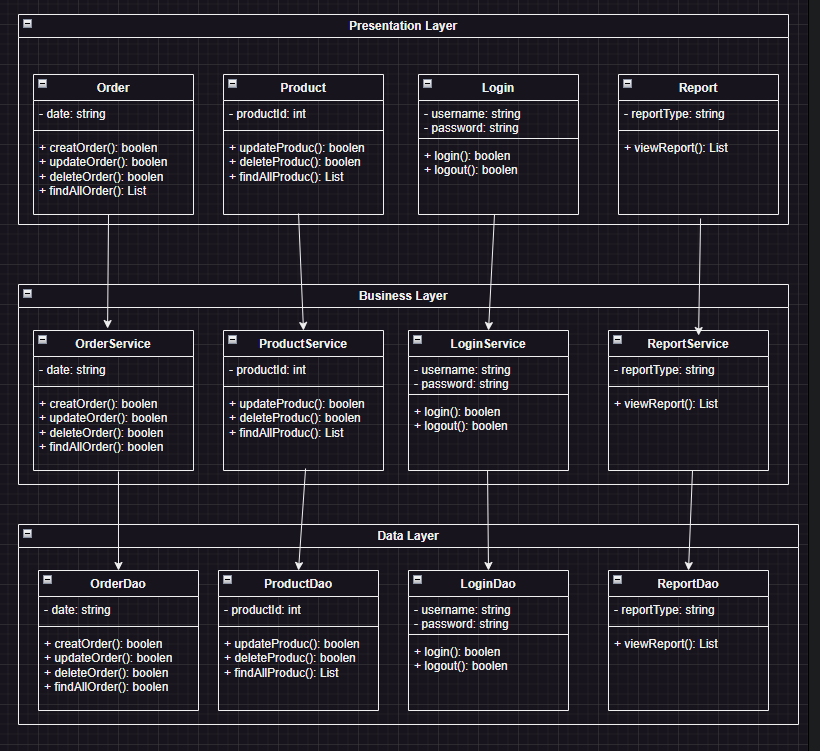 Presentation Layer
Order
- date: string
+ creatOrder(): boolen
+ updateOrder(): boolen
+ deleteOrder(): boolen
+ findAllOrder(): List
Product
- productId: int
+ updateProduc(): boolen
+ deleteProduc(): boolen
+ findAllProduc(): List
Login
- username: string
- password: string
+ login(): boolen
+ logout(): boolen
Report
- reportType: string
+ viewReport(): List
Business Layer
OrderService
- date: string
+ creatOrder(): boolen
+ updateOrder(): boolen
+ deleteOrder(): boolen
+ findAllOrder(): boolen
ProductService
- productId: int
+ updateProduc(): boolen
+ deleteProduc(): boolen
+ findAllProduc(): List
LoginService
- username: string
- password: string
+ login(): boolen
+ logout(): boolen
ReportService
- reportType: string
+ viewReport(): List
Data Layer
OrderDao
- date: string
+ creatOrder(): boolen
+ updateOrder(): boolen
+ deleteOrder(): boolen
+ findAllOrder(): boolen
ProductDao
- productId: int
+ updateProduc(): boolen
+ deleteProduc(): boolen
+ findAllProduc(): List
LoginDao
- username: string
- password: string
+ login(): boolen
+ logout(): boolen
ReportDao
- reportType: string
+ viewReport(): List